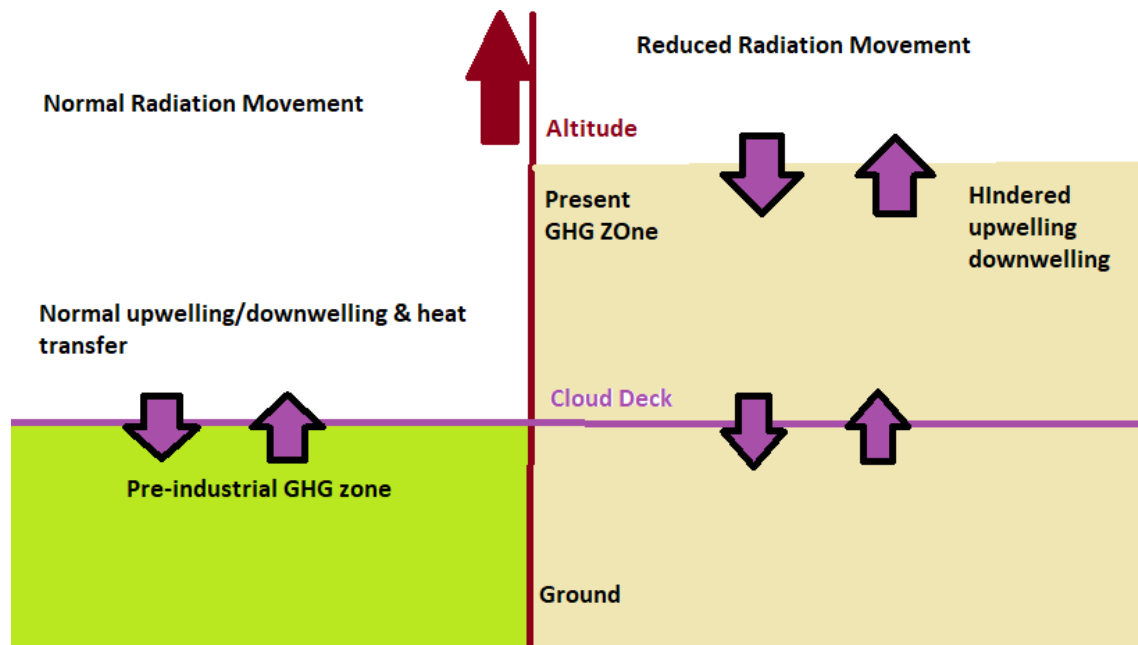 Reduced Radiation Movement
Normal Radiation Movement
Altitude
Present
GHG ZOne
HIndered
upwelling
downwelling
Normal upwelling/downwelling & heat
transfer
Cloud Deck
Pre-industrial GHG zone
Ground